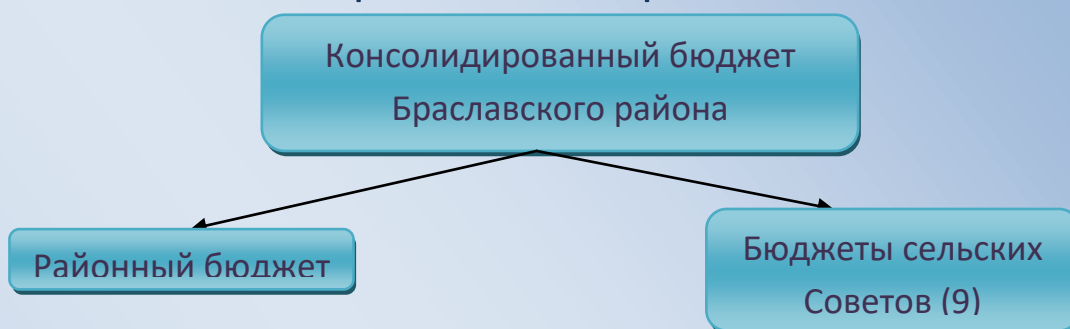 Консолидированный бюджет
Браславского района
Районный бюджет
Бюджеты сельских
Советов (9)